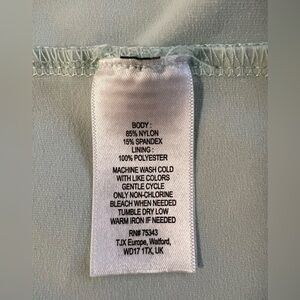 BODY :
85% NYLON
15% SPANDEX
LINING :
100% POLYESTER
MACHINE WASH COLD
WITH LIKE COLORS
GENTLE CYCLE
ONLY NON-CHLORINE
BLEACH WHEN NEEDED
TUMBLE DRY LOW
WARM IRON IF NEEDED
RN# 75343
TJX Europe, Watford,
WD17 1TX, UK